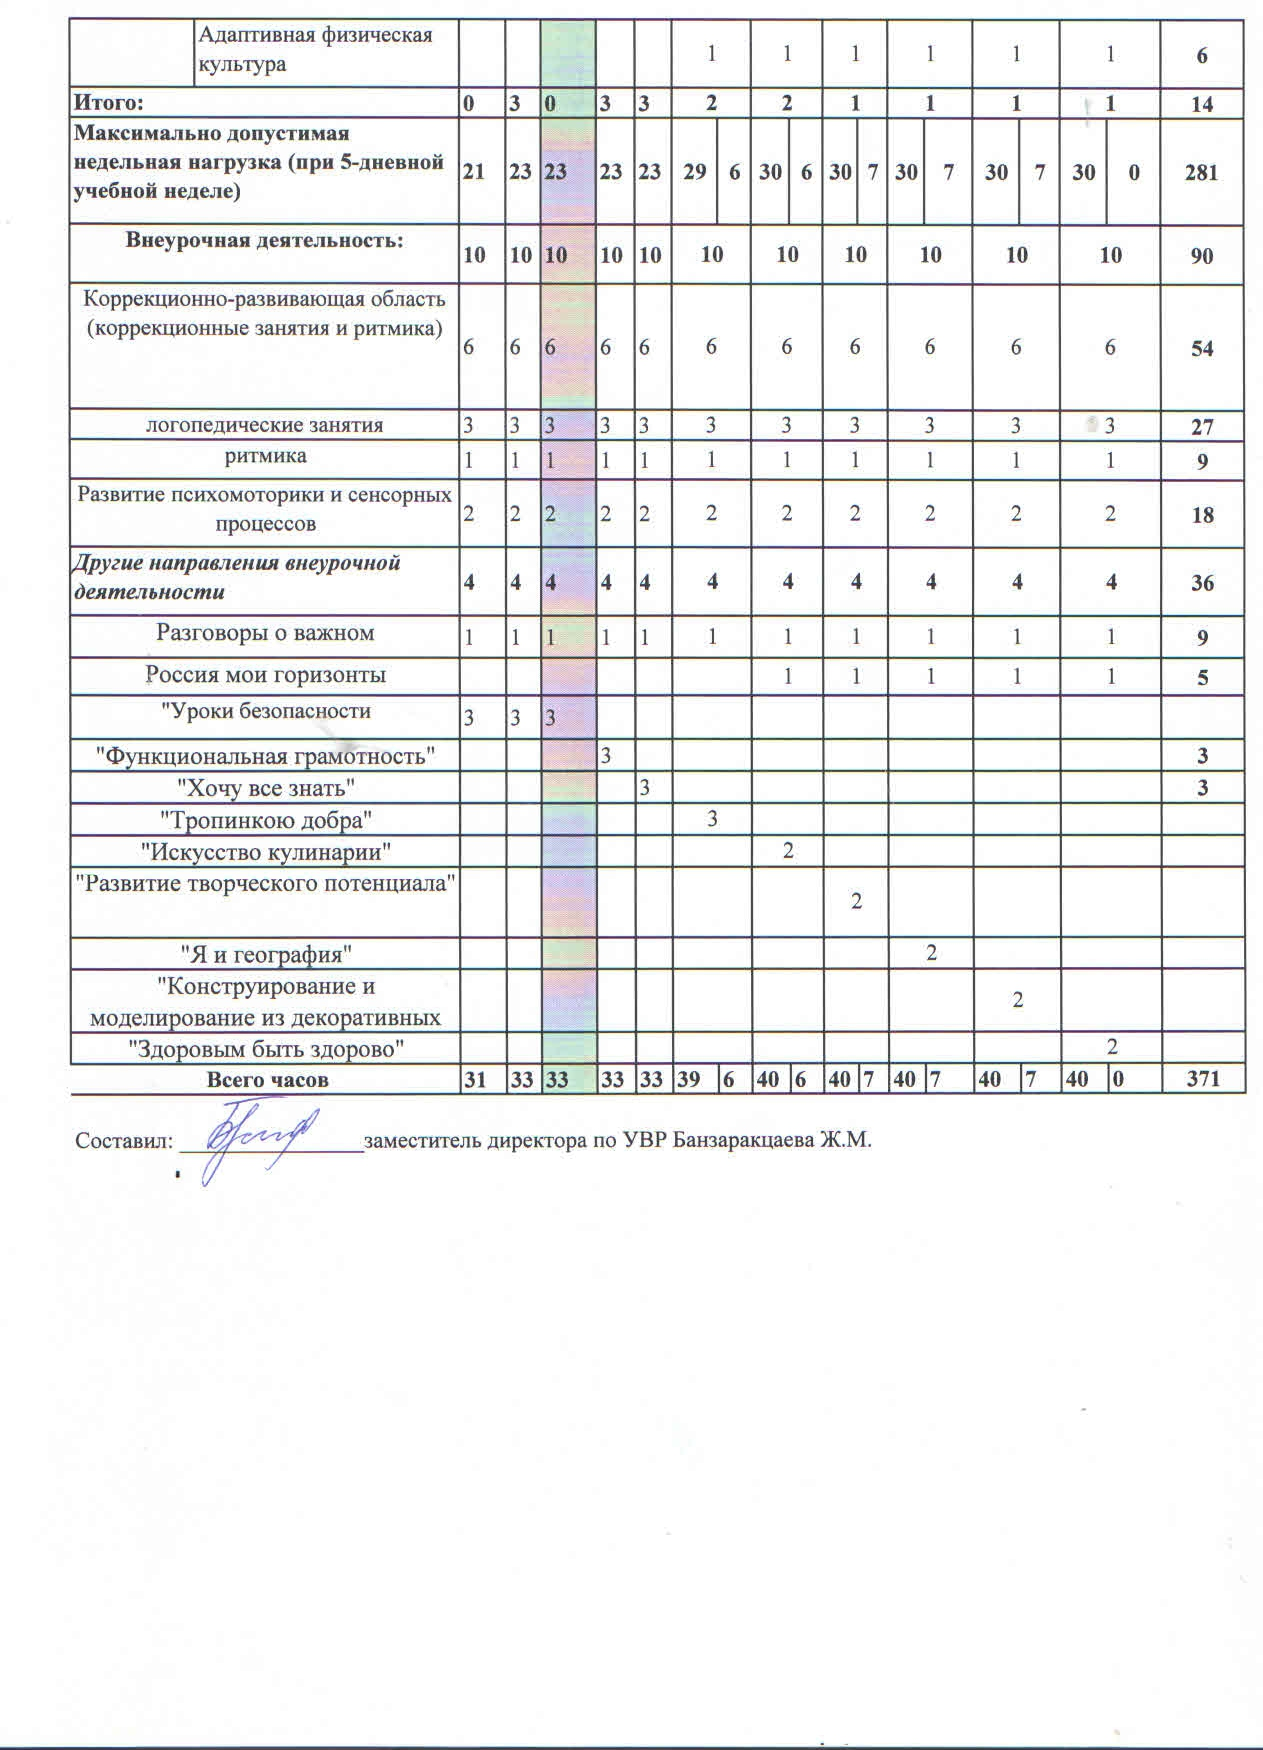 Адаптивная физическая
культура 1 1 1 1 1 1 6
Итого: 0 3 0 3 3 2 2 1 1 1 1 14
Максимально допустимая
недельная нагрузка (при 5-дневной
учебной неделе) 21 23 23 23 23 29 6 30 6 30 7 30 7 30 7 30 0 281
Внеурочная деятельность: 10 10 10 10 10 10 10 10 10 10 10 90
Коррекционно-развивающая область
(коррекционные занятия и ритмика) 6 6 6 6 6 6 6 6 6 6 6 54
логопедические занятия 3 3 3 3 3 3 3 3 3 3 3 27
ритмика 1 1 1 1 1 1 1 1 1 1 1 9
Развитие психомоторики и сенсорных
процессов 2 2 2 2 2 2 2 2 2 2 2 18
Другие направления внеурочной
деятельности 4 4 4 4 4 4 4 4 4 4 4 36
Разговоры о важном 1 1 1 1 1 1 1 1 1 1 1 9
Россия мои горизонты 1 1 1 1 1 5
"Уроки безопасности 3 3 3
"Функциональная грамотность" 3 3
"Хочу все знать" 3 3
"Тропинкою добра" 3
"Искусство кулинарии" 2
"Развитие творческого потенциала" 2
"Я и география" 2
"Конструирование и
моделирование из декоративных 2
"Здоровым быть здорово" 2
Всего часов 31 33 33 33 33 39 6 40 6 40 7 40 7 40 7 40 0 371
Составил: заместитель директора по УВР Банзаракцаева Ж.М.